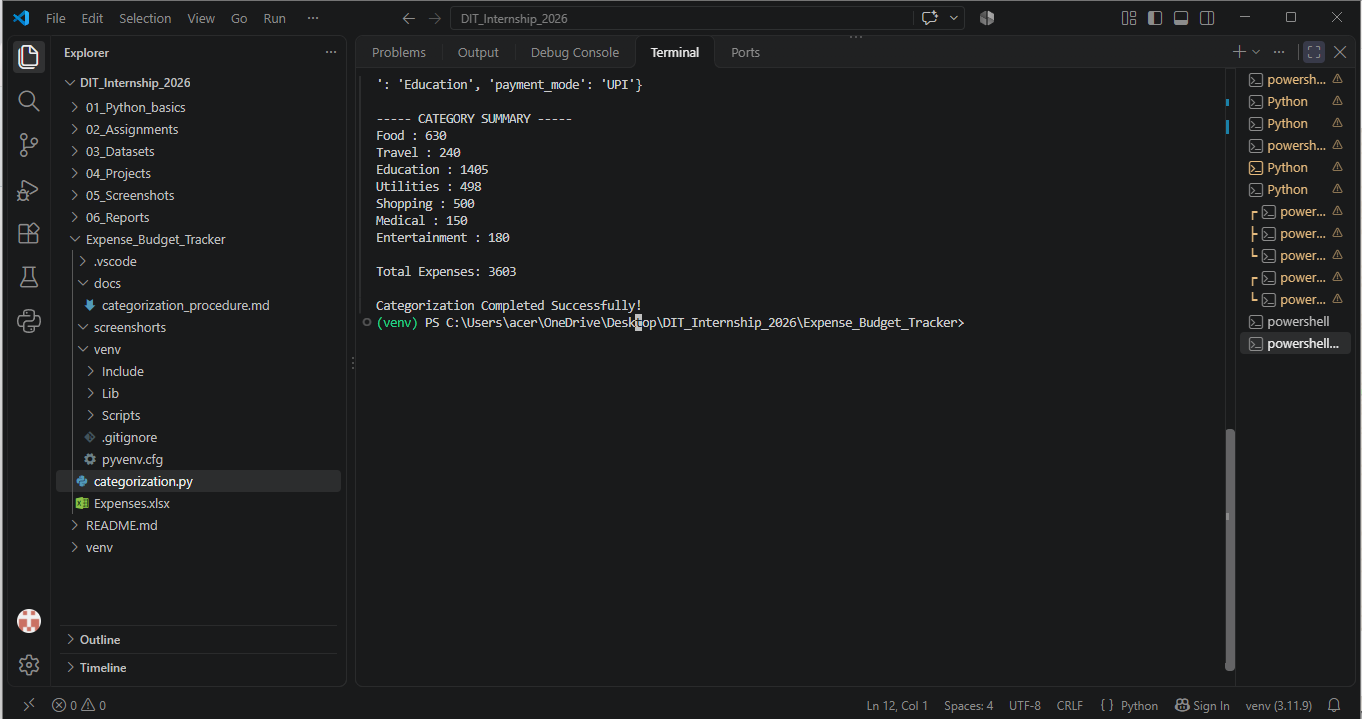 File Edit Selection View Go Run ··· DIT_Internship_2026
Explorer ···
DIT_Internship_2026
01_Python_basics
02_Assignments
03_Datasets
04_Projects
05_Screenshots
06_Reports
Expense_Budget_Tracker
.vscode
docs
categorization_procedure.md
screenshorts
venv
Include
Lib
Scripts
.gitignore
pyvenv.cfg
categorization.py
Expenses.xlsx
README.md
venv
Outline
Timeline
Problems Output Debug Console Terminal Ports
': 'Education', 'payment_mode': 'UPI'}
----- CATEGORY SUMMARY -----
Food : 630
Travel : 240
Education : 1405
Utilities : 498
Shopping : 500
Medical : 150
Entertainment : 180
Total Expenses: 3603
Categorization Completed Successfully!
(venv) PS C:\Users\acer\OneDrive\Desktop\DIT_Internship_2026\Expense_Budget_Tracker>
powersh...
Python
Python
powersh...
Python
Python
power...
power...
power...
power...
power...
powershell
powershell...
0 0 Ln 12, Col 1 Spaces: 4 UTF-8 CRLF { } Python Sign In venv (3.11.9)